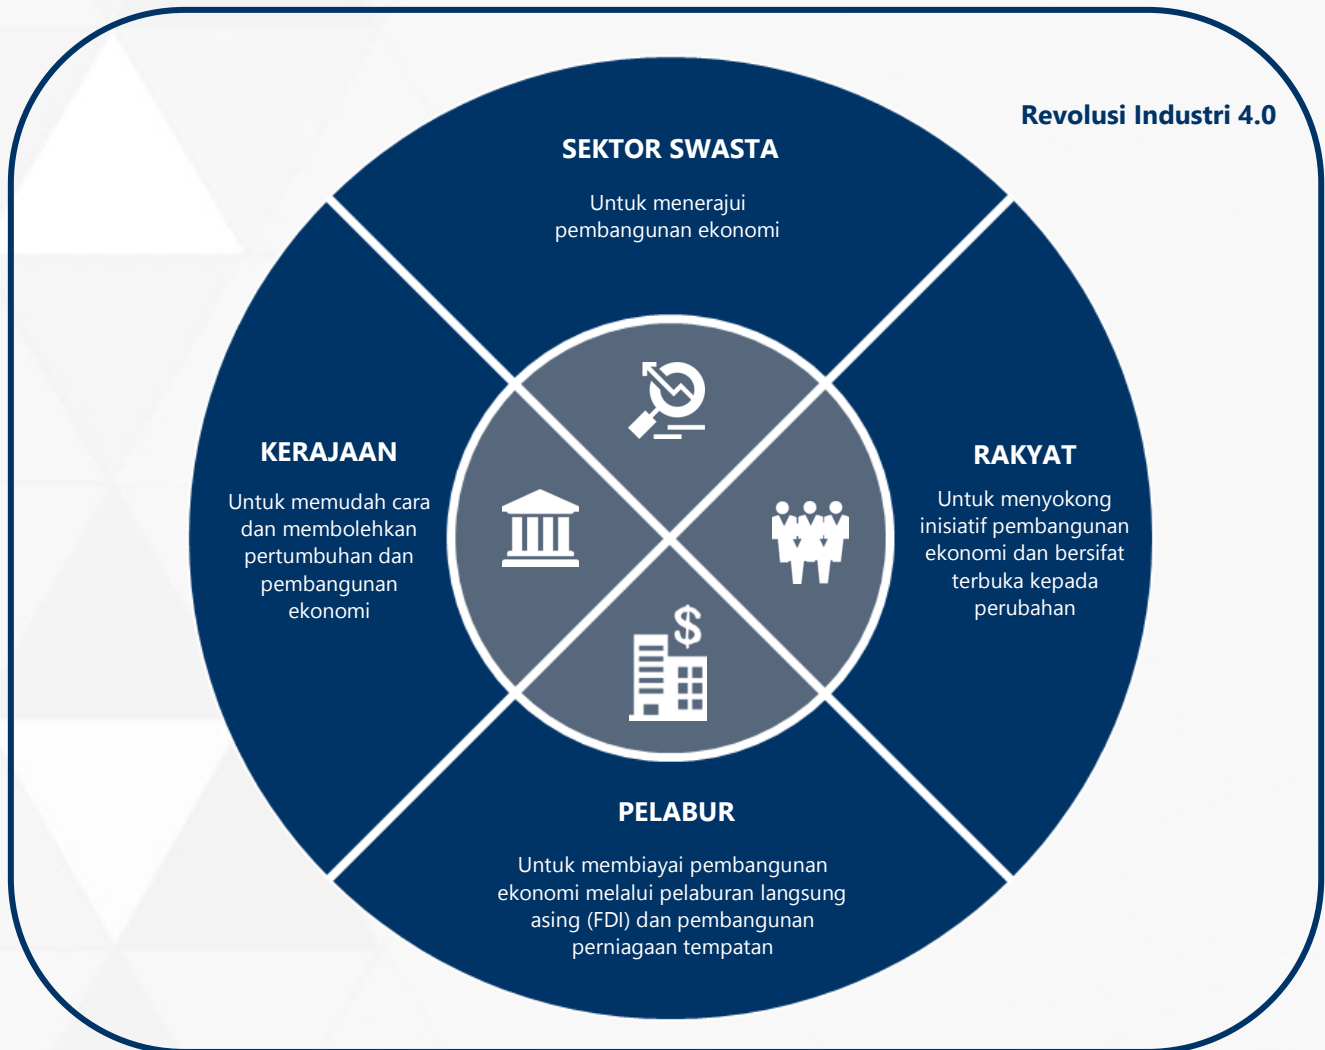 Revolusi Industri 4.0
SEKTOR SWASTA
Untuk menerajui
pembangunan ekonomi
KERAJAAN
Untuk memudah cara
dan membolehkan
pertumbuhan dan
pembangunan
ekonomi
RAKYAT
Untuk menyokong
inisiatif pembangunan
ekonomi dan bersifat
terbuka kepada
perubahan
$
PELABUR
Untuk membiayai pembangunan
ekonomi melalui pelaburan langsung
asing (FDI) dan pembangunan
perniagaan tempatan